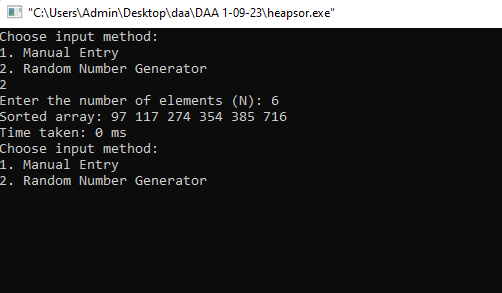 "C:\Users\Admin\Desktop\daa\DAA 1-09-23\heapsor.exe"
Choose input method:
1. Manual Entry
2. Random Number Generator
2
Enter the number of elements (N): 6
Sorted array: 97 117 274 354 385 716
Time taken: 0 ms
Choose input method:
1. Manual Entry
2. Random Number Generator